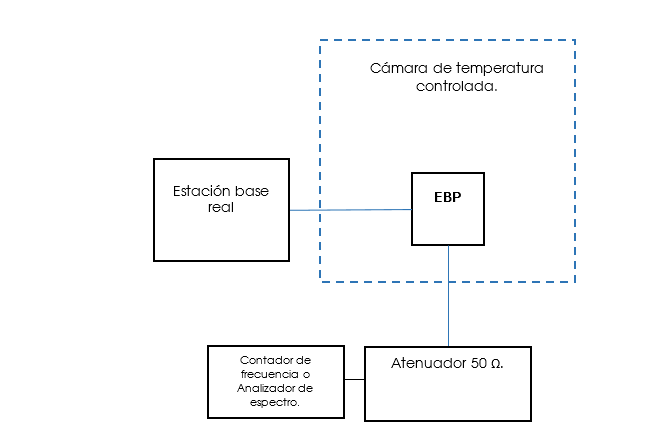 Cámara de temperatura
controlada.
Estación base
real
EBP
Contador de
frecuencia o
Analizador de
espectro.
Atenuador 50 Ω.